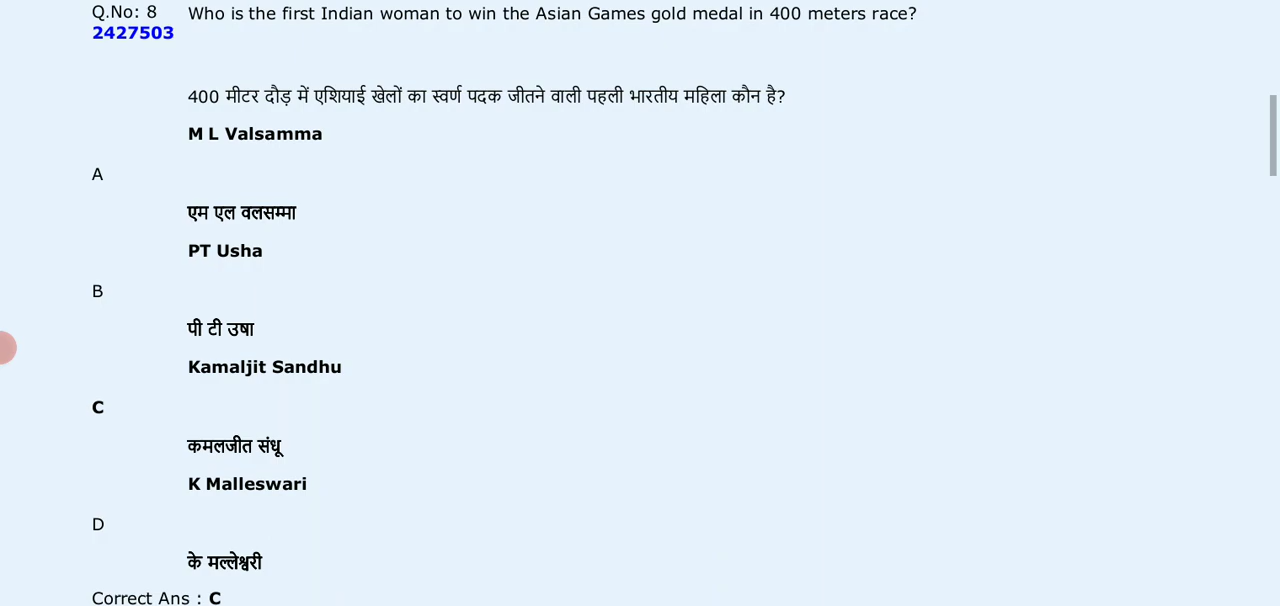 Q.No: 8 Who is the first Indian woman to win the Asian Games gold medal in 400 meters race?
2427503
400 मीटर दौड़ में एशियाई खेलों का स्वर्ण पदक जीतने वाली पहली भारतीय महिला कौन है?
M L Valsamma
A
एम एल वलसम्मा
PT Usha
B
पी टी उषा
Kamaljit Sandhu
C
कमलजीत संधू
K Malleswari
D
के मल्लेश्वरी
Correct Ans : C